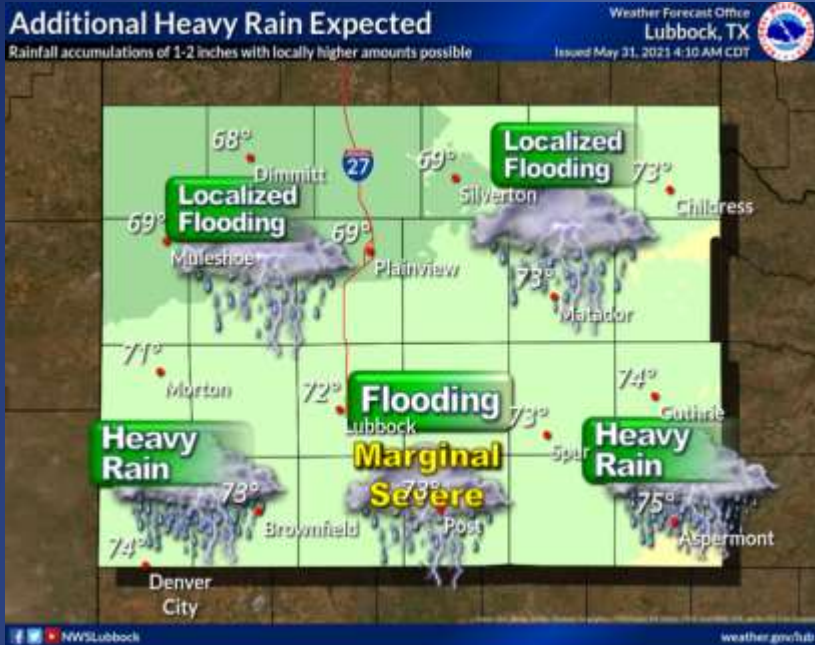 Additional Heavy Rain Expected
Rainfall accumulations of 1-2 inches with locally higher amounts possible
Weather Forecast Office
Lubbock, TX
Issued May 31, 2021 4:10 AM CDT
68°
Dimmitt
27
69°
Silverton
Localized
Flooding
73°
Childress
Localized
Flooding
69°
Muleshoe
69°
Plainview
73°
Matador
71°
Morton
72°
Lubbock
Flooding
73°
Spur
74°
Guthrie
Heavy
Rain
73°
Brownfield
Marginal
Severe
73°
Post
Heavy
Rain
75°
Aspermont
74°
Denver
City
NWSLubbock
weather.gov/lub